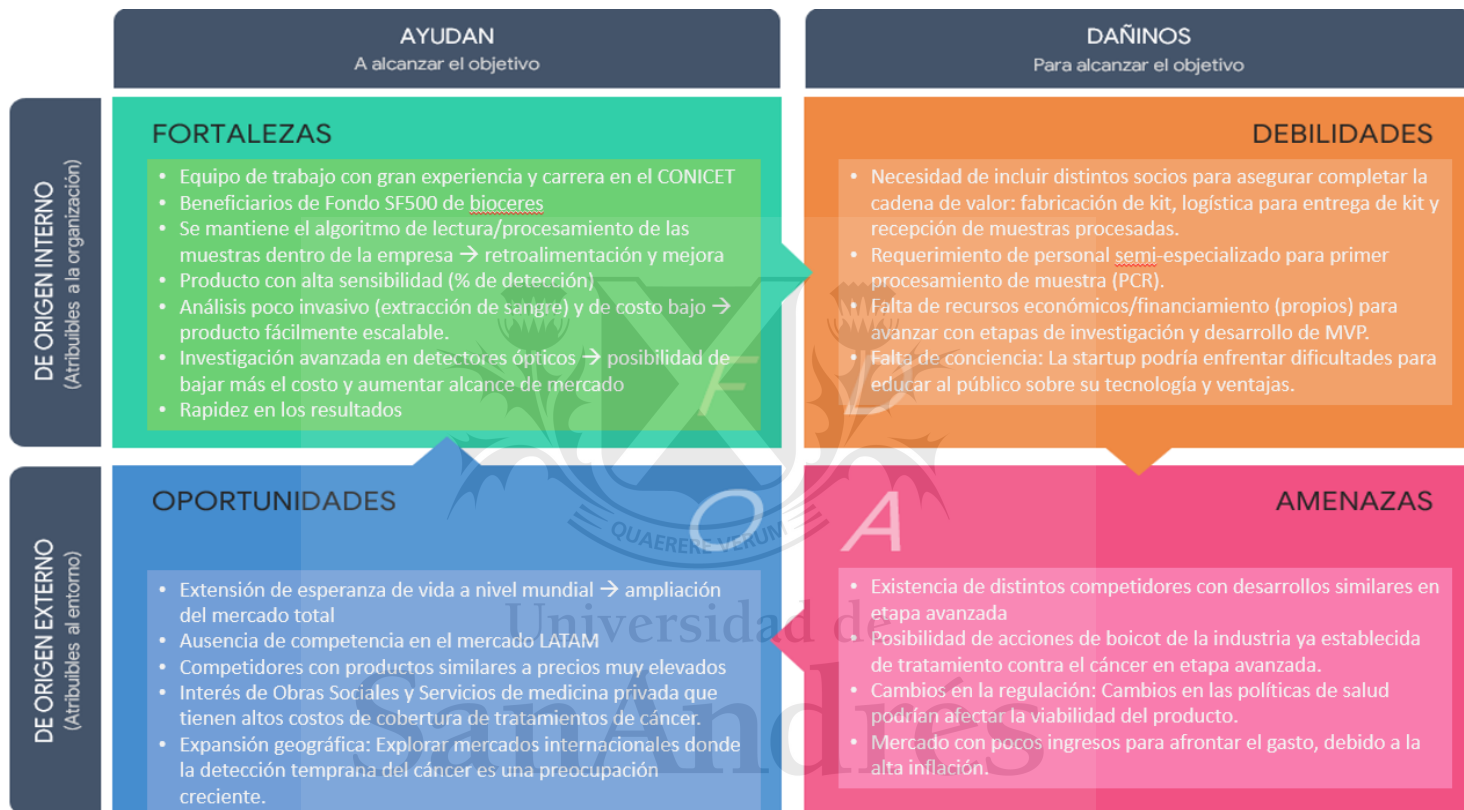 AYUDAN
A alcanzar el objetivo
DAÑINOS
Para alcanzar el objetivo
DE ORIGEN INTERNO
(Atribuibles a la organización)
FORTALEZAS
• Equipo de trabajo con gran experiencia y carrera en el CONICET
• Beneficiarios de Fondo SF500 de bioceres
• Se mantiene el algoritmo de lectura/procesamiento de las
muestras dentro de la empresa → retroalimentación y mejora
• Producto con alta sensibilidad (% de detección)
• Análisis poco invasivo (extracción de sangre) y de costo bajo →
producto fácilmente escalable.
• Investigación avanzada en detectores ópticos → posibilidad de
bajar más el costo y aumentar alcance de mercado
• Rapidez en los resultados
F
DEBILIDADES
• Necesidad de incluir distintos socios para asegurar completar la
cadena de valor: fabricación de kit, logística para entrega de kit y
recepción de muestras procesadas.
• Requerimiento de personal semi-especializado para primer
procesamiento de muestra (PCR).
• Falta de recursos económicos/financiamiento (propios) para
avanzar con etapas de investigación y desarrollo de MVP.
• Falta de conciencia: La startup podría enfrentar dificultades para
educar al público sobre su tecnología y ventajas.
D
DE ORIGEN EXTERNO
(Atribuibles al entorno)
OPORTUNIDADES
O
• Extensión de esperanza de vida a nivel mundial → ampliación
del mercado total
• Ausencia de competencia en el mercado LATAM
• Competidores con productos similares a precios muy elevados
• Interés de Obras Sociales y Servicios de medicina privada que
tienen altos costos de cobertura de tratamientos de cáncer.
• Expansión geográfica: Explorar mercados internacionales donde
la detección temprana del cáncer es una preocupación
creciente.
AMENAZAS
A
• Existencia de distintos competidores con desarrollos similares en
etapa avanzada
• Posibilidad de acciones de boicot de la industria ya establecida
de tratamiento contra el cáncer en etapa avanzada.
• Cambios en la regulación: Cambios en las políticas de salud
podrían afectar la viabilidad del producto.
• Mercado con pocos ingresos para afrontar el gasto, debido a la
alta inflación.
QUAERERE VERUM
Universidad de
SanAndrés